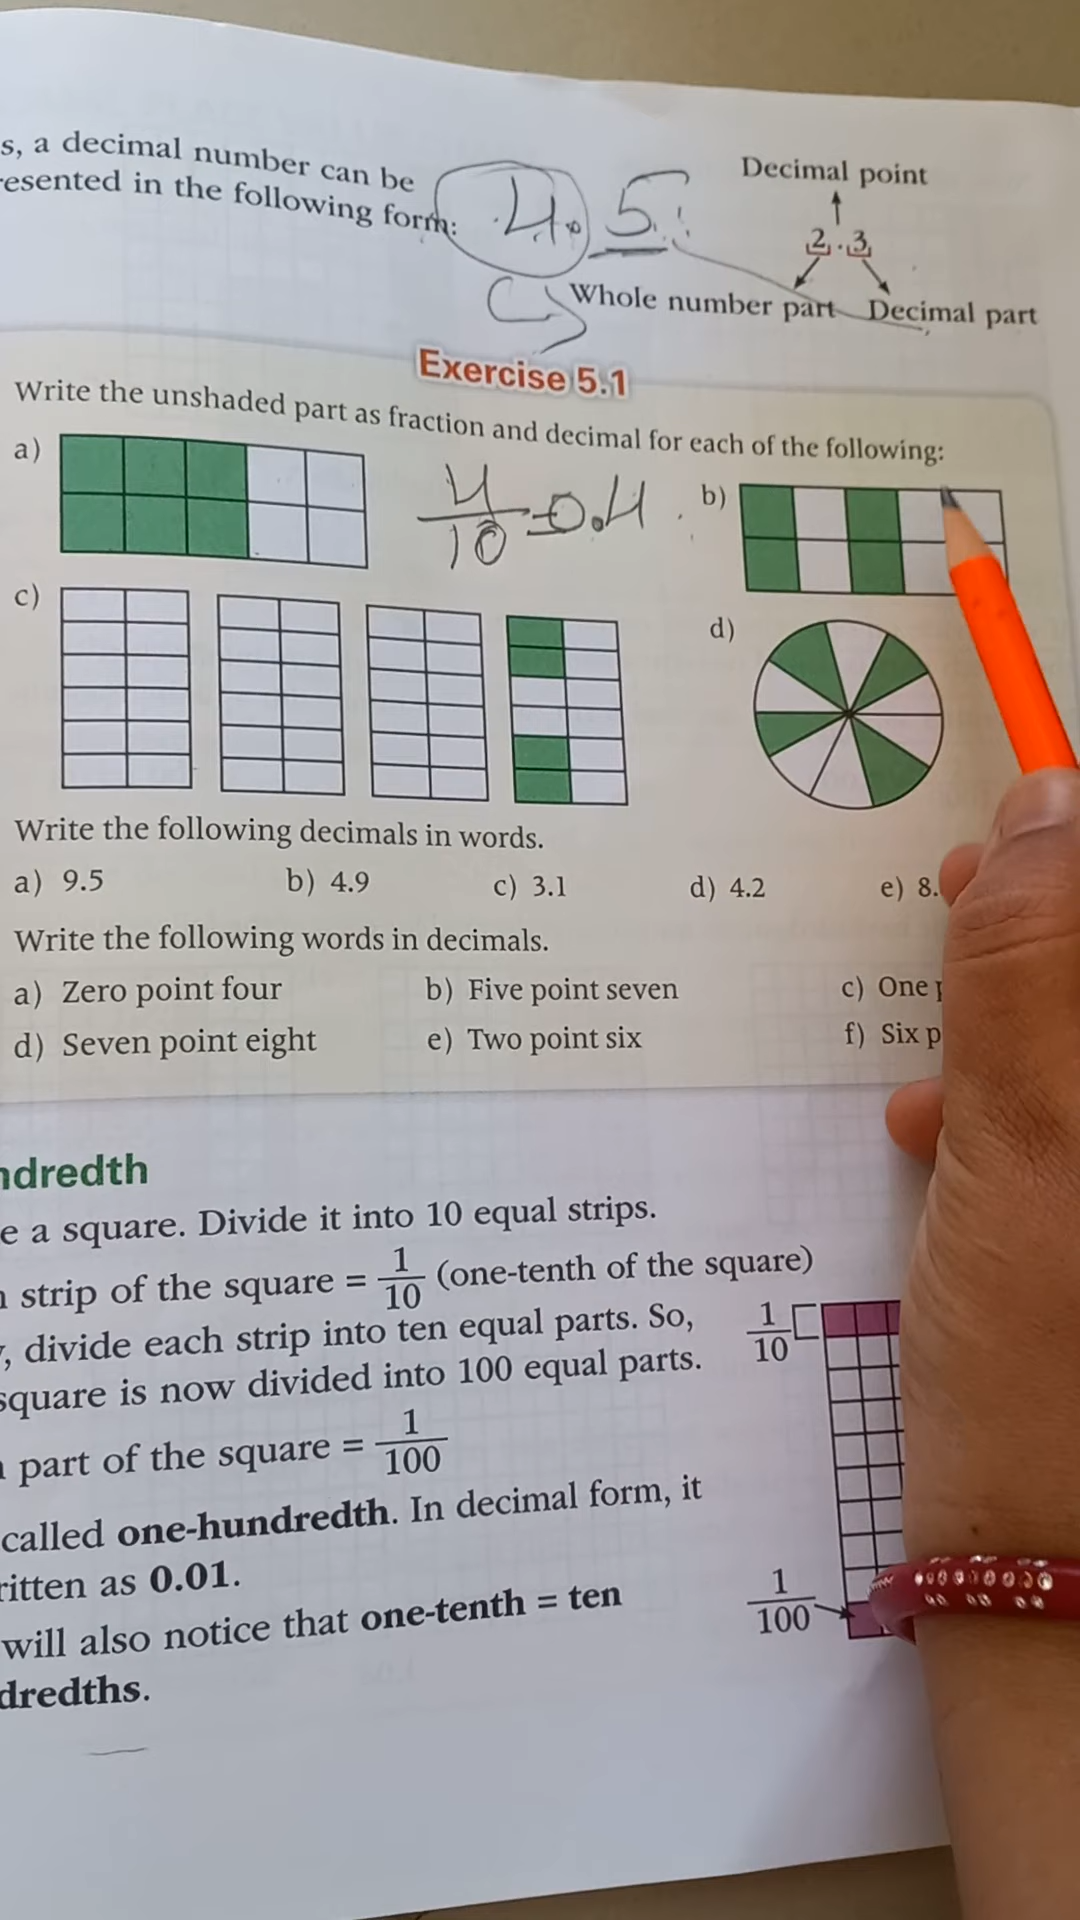 s, a decimal number can be
resented in the following form:
4.5
Decimal point
2.3
Whole number part Decimal part
Exercise 5.1
Write the unshaded part as fraction and decimal for each of the following:
a)
4/10 = 0.4
b)
c)
d)
Write the following decimals in words.
a) 9.5 b) 4.9 c) 3.1 d) 4.2 e) 8.
Write the following words in decimals.
a) Zero point four b) Five point seven c) One p
d) Seven point eight e) Two point six f) Six p
ndredth
e a square. Divide it into 10 equal strips.
strip of the square = 1/10 (one-tenth of the square)
, divide each strip into ten equal parts. So,
square is now divided into 100 equal parts.
1/10
part of the square = 1/100
called one-hundredth. In decimal form, it
ritten as 0.01.
will also notice that one-tenth = ten
dredths.
1/100